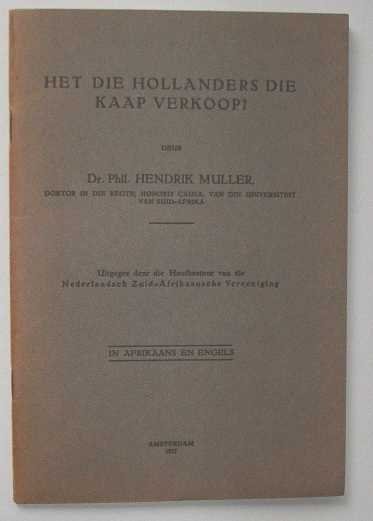 HET DIE HOLLANDERS DIE
KAAP VERKOOP?
DEUR
Dr. Phil. HENDRIK MULLER,
DOKTOR IN DIE REGTE, HONORIS CAUSA, VAN DIE UNIVERSITEIT
VAN SUID-AFRIKA
Uitgegee deur die Hoofbestuur van die
Nederlandsch Zuid-Afrikaansche Vereeniging
IN AFRIKAANS EN ENGELS
AMSTERDAM